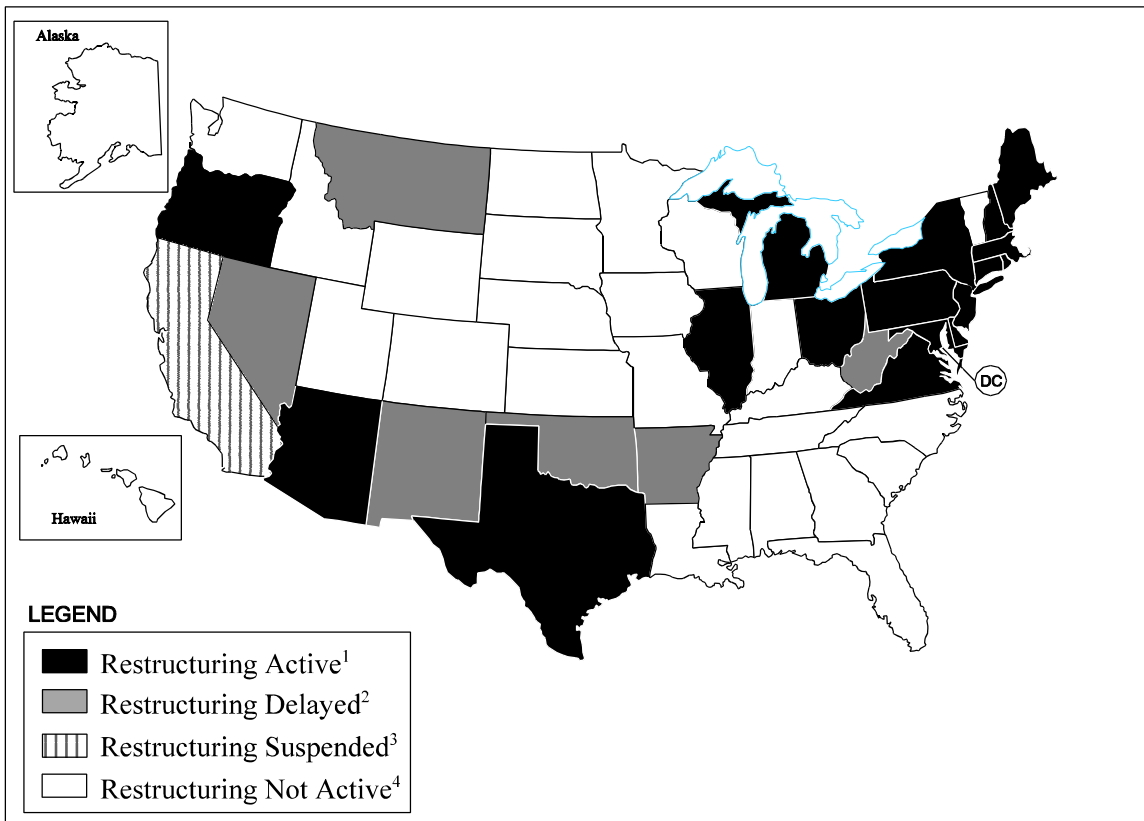 Alaska
DC
Hawaii
LEGEND
Restructuring Active¹
Restructuring Delayed²
Restructuring Suspended³
Restructuring Not Active⁴